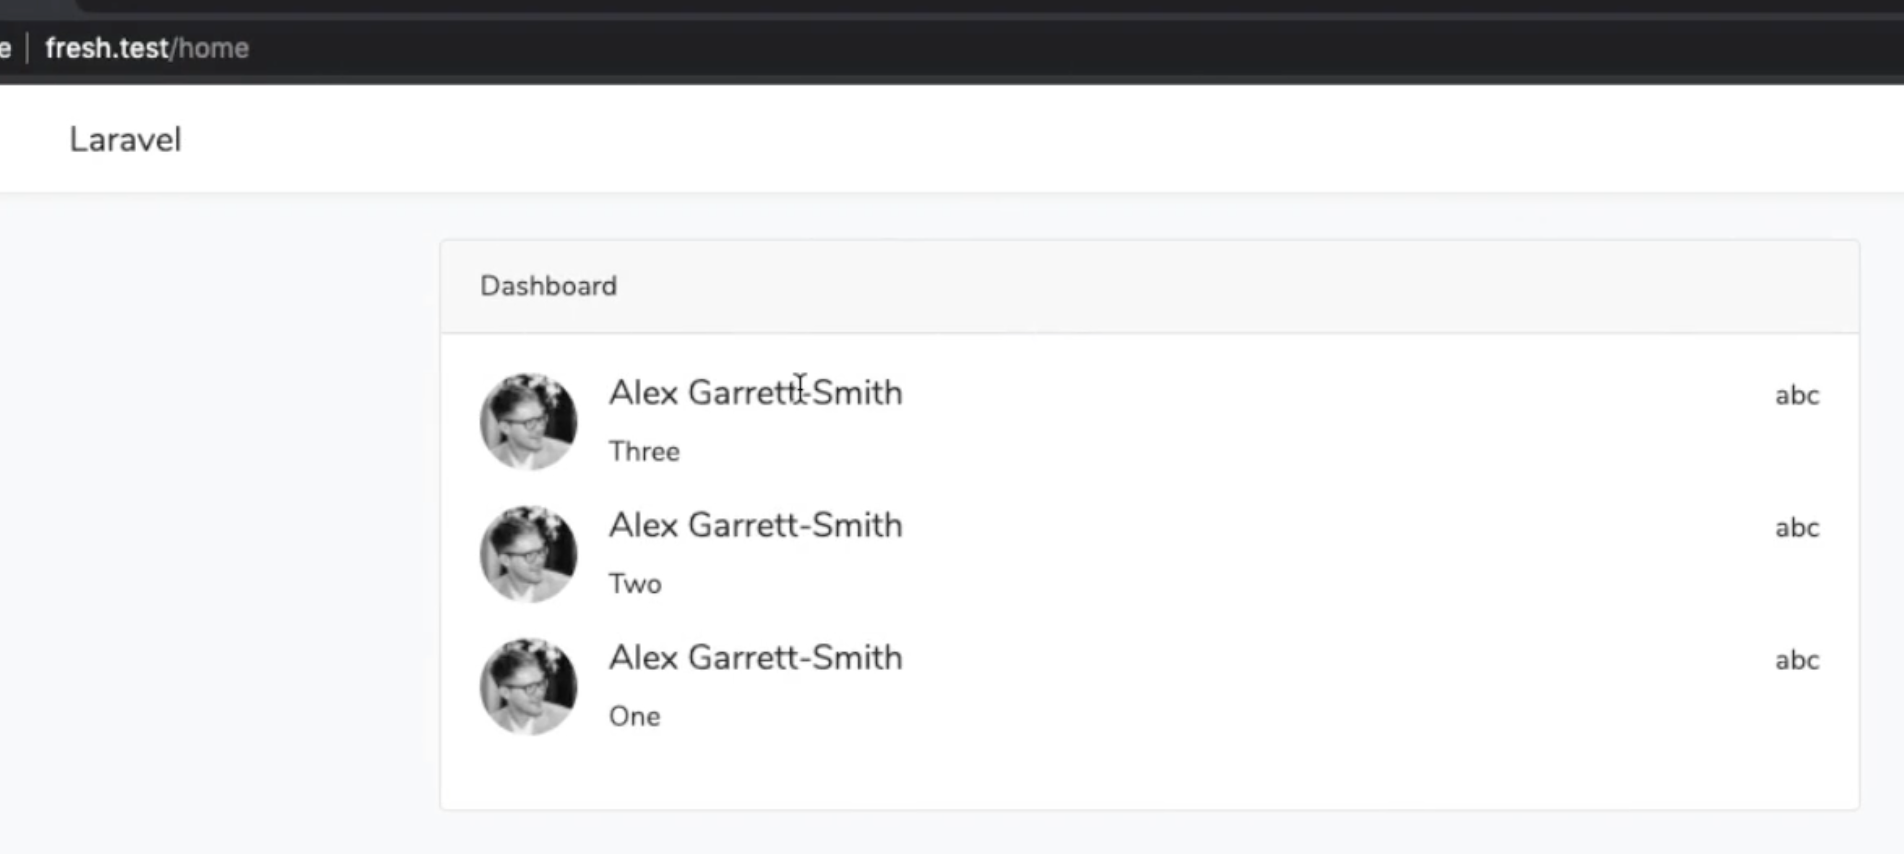 e | fresh.test/home
Laravel
Dashboard
Alex Garrett-Smith abc
Three
Alex Garrett-Smith abc
Two
Alex Garrett-Smith abc
One